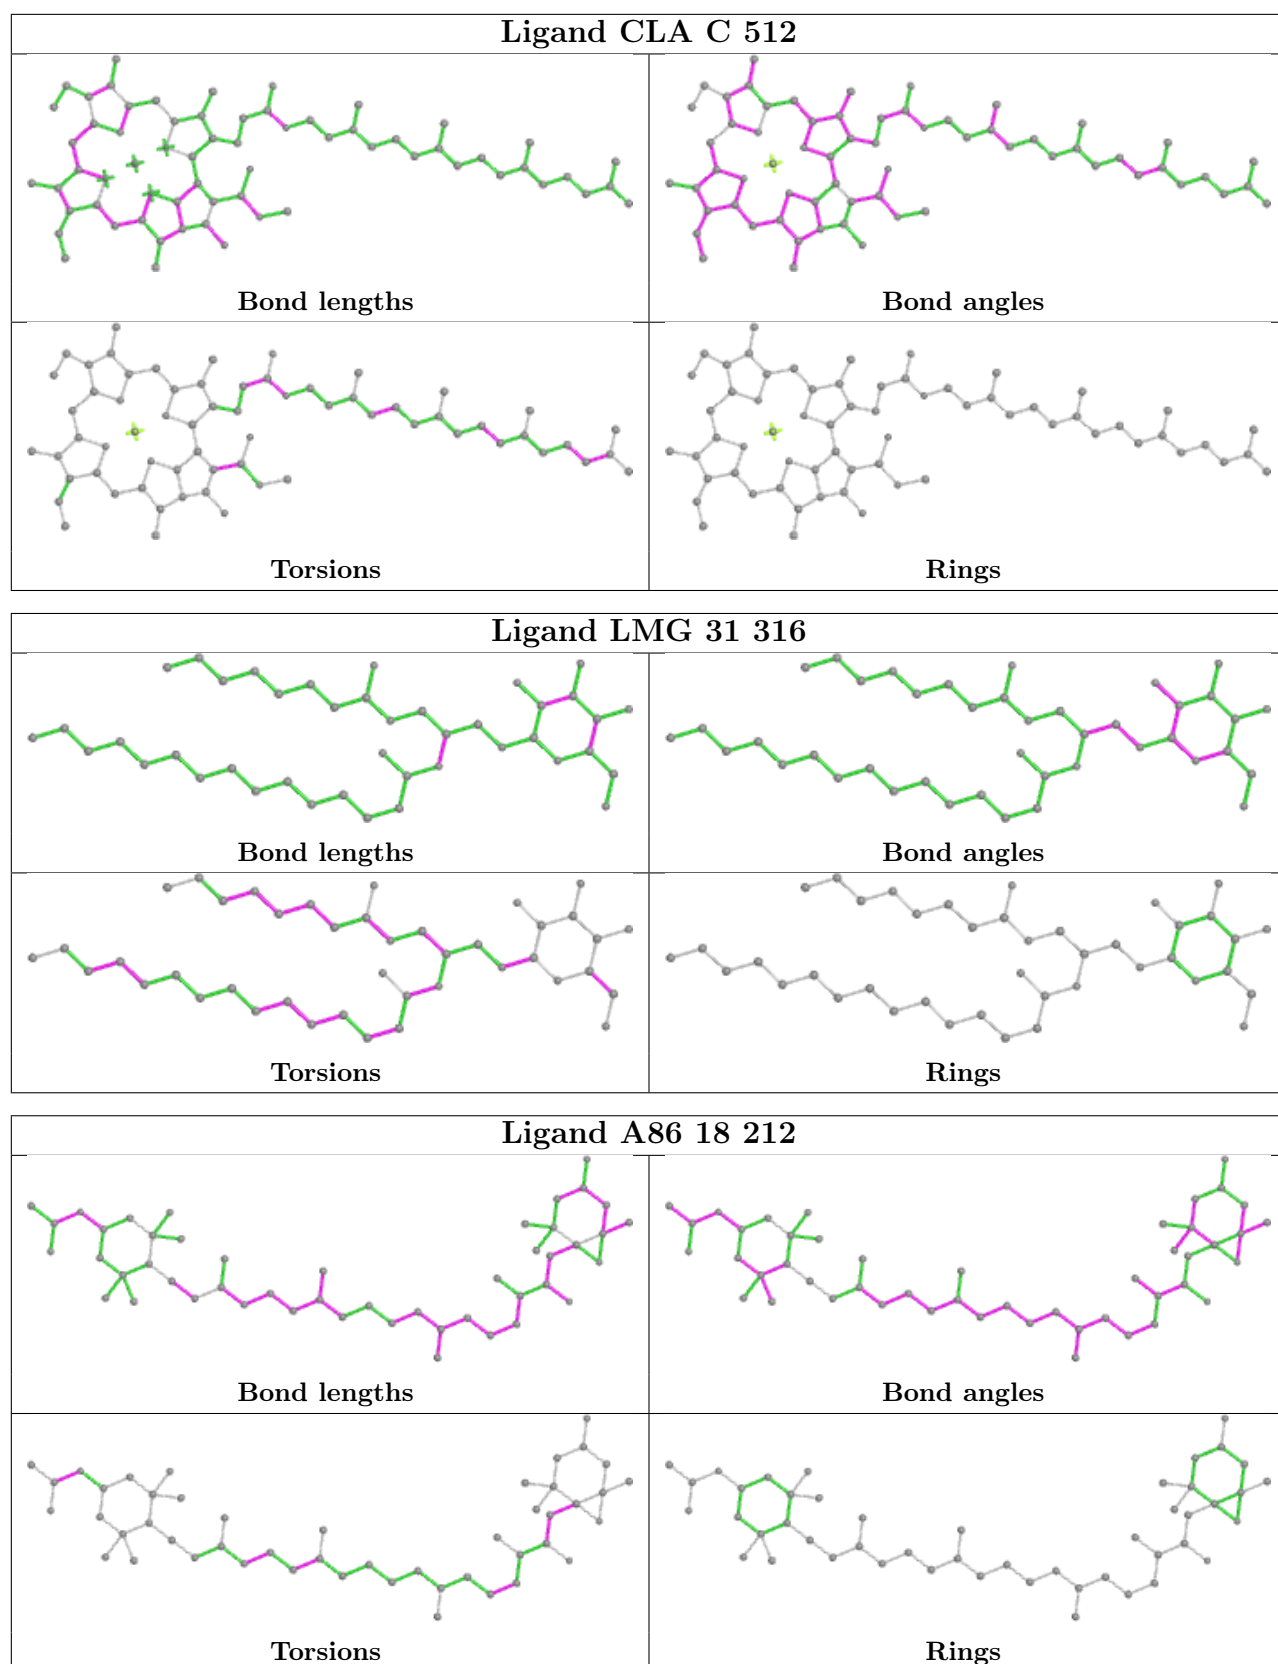 Ligand CLA C 512
Bond lengths
Bond angles
Torsions
Rings
Ligand LMG 31 316
Bond lengths
Bond angles
Torsions
Rings
Ligand A86 18 212
Bond lengths
Bond angles
Torsions
Rings